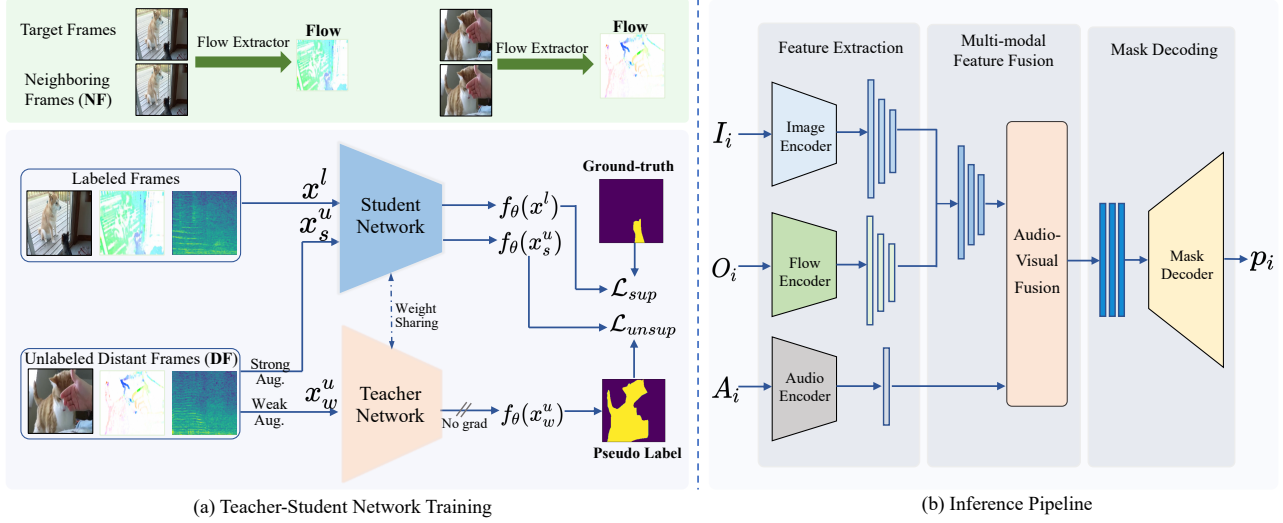 Target Frames
Neighboring
Frames (NF)
Flow Extractor
Flow
Flow Extractor
Flow
Labeled Frames
x^l
x_s^u
Student
Network
f_θ(x^l)
f_θ(x_s^u)
Ground-truth
ℒ_sup
ℒ_unsup
Weight
Sharing
Unlabeled Distant Frames (DF)
Strong
Aug.
Weak
Aug.
x_w^u
Teacher
Network
No grad
f_θ(x_w^u)
Pseudo Label
(a) Teacher-Student Network Training
Feature Extraction
Multi-modal
Feature Fusion
Mask Decoding
I_i
Image
Encoder
O_i
Flow
Encoder
A_i
Audio
Encoder
Audio-
Visual
Fusion
Mask
Decoder
p_i
(b) Inference Pipeline